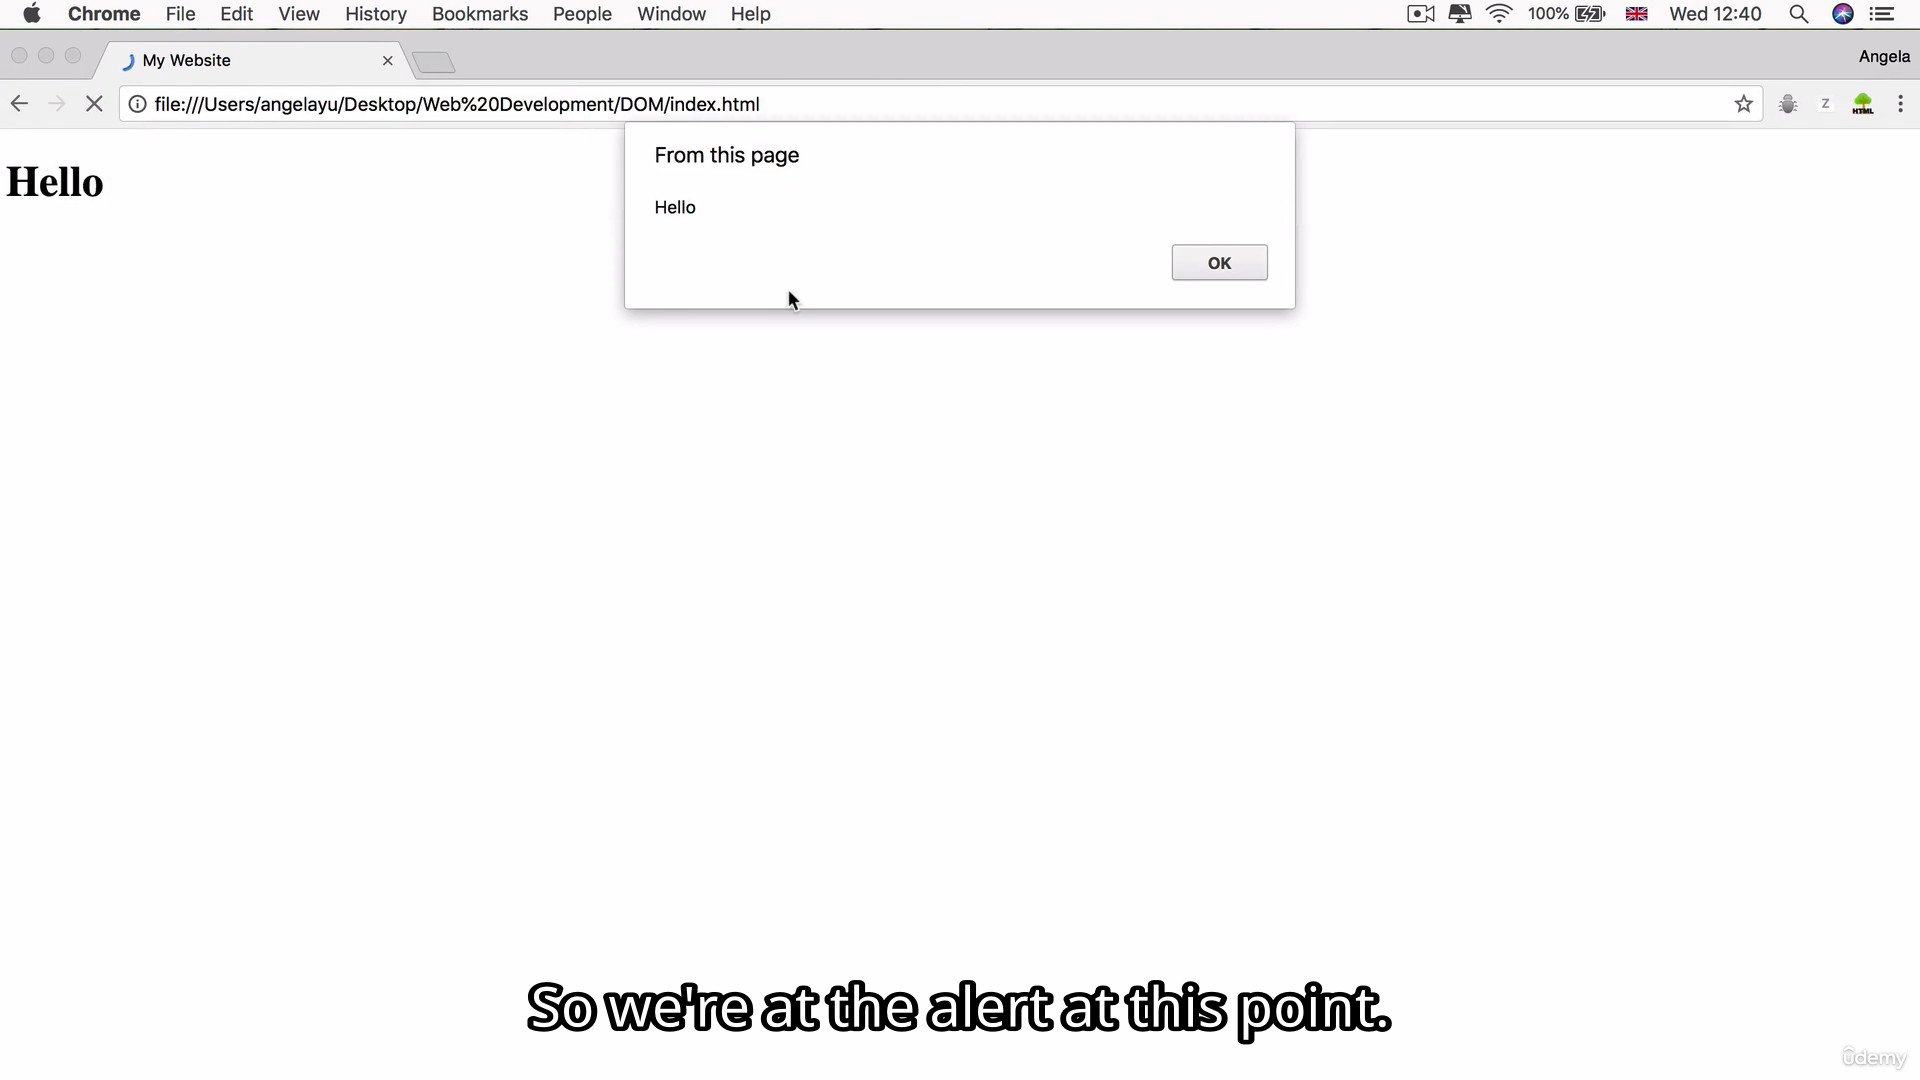 Chrome File Edit View History Bookmarks People Window Help 100% Wed 12:40
My Website Angela
file:///Users/angelayu/Desktop/Web%20Development/DOM/index.html Z HTML
From this page
Hello
Hello
OK
So we're at the alert at this point.
ûdemy